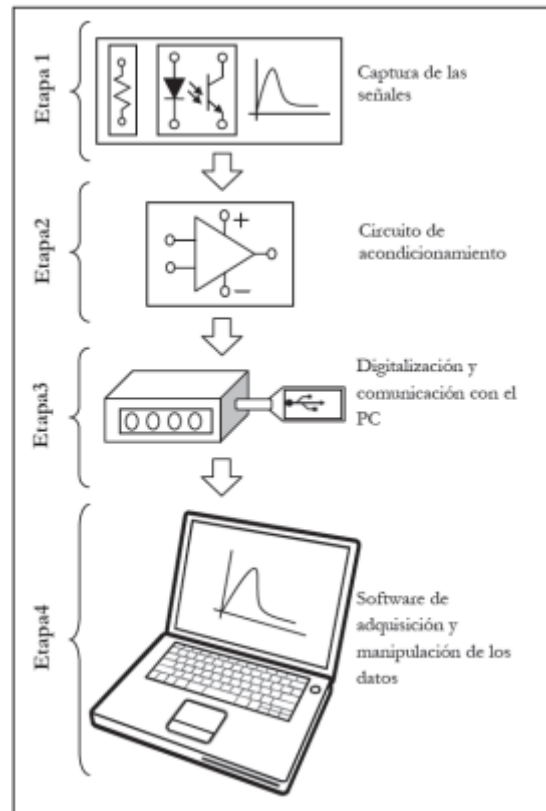 Etapa 1
Captura de las
señales
Etapa2
+
−
Circuito de
acondicionamiento
Etapa3
0000
Digitalización y
comunicación con el
PC
Etapa4
Software de
adquisición y
manipulación de los
datos